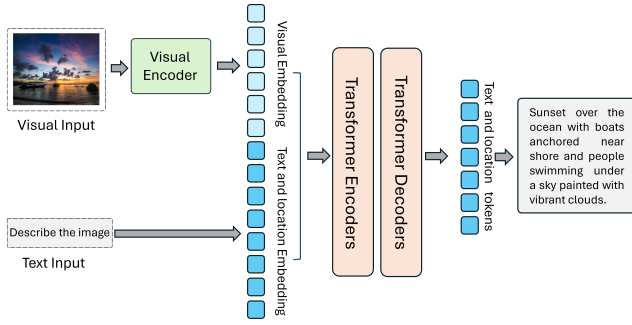 Visual Input
Visual
Encoder
Visual Embedding
Text and location Embedding
Describe the image
Text Input
Transformer Encoders
Transformer Decoders
Text and location tokens
Sunset over the
ocean with boats
anchored near
shore and people
swimming under
a sky painted with
vibrant clouds.